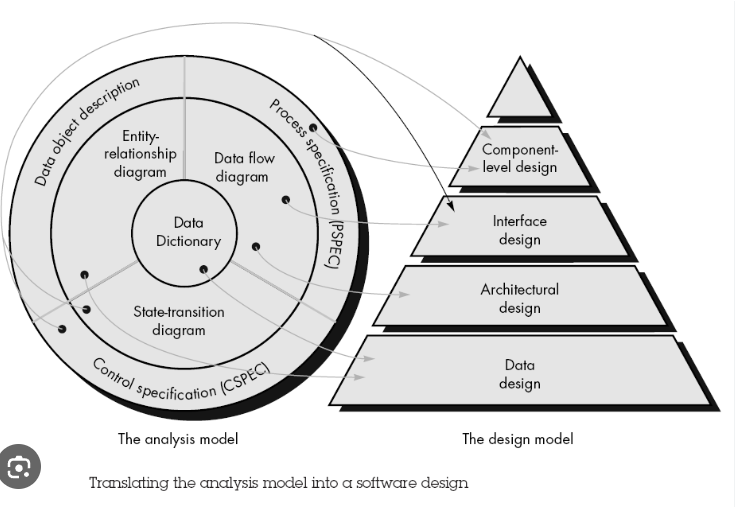 Data object description
Process specification (PSPEC)
Entity-
relationship
diagram
Data flow
diagram
Data
Dictionary
State-transition
diagram
Control specification (CSPEC)
Component-
level design
Interface
design
Architectural
design
Data
design
The analysis model
The design model
Translating the analysis model into a software design